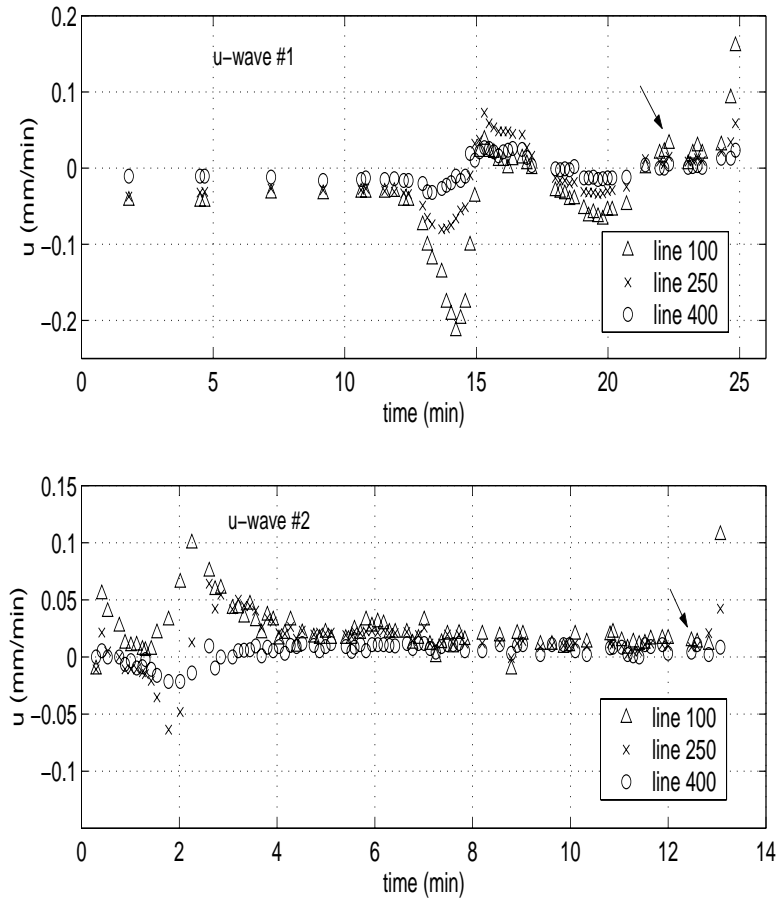 0.2
u−wave #1
0.1
0
−0.1
−0.2
u (mm/min)
line 100
line 250
line 400
0 5 10 15 20 25
time (min)
0.15
u−wave #2
0.1
0.05
0
−0.05
−0.1
u (mm/min)
line 100
line 250
line 400
0 2 4 6 8 10 12 14
time (min)